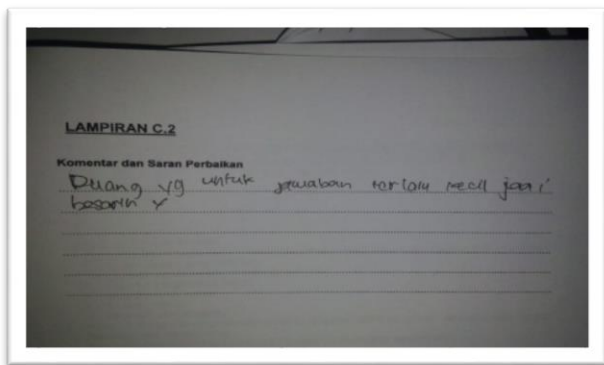 LAMPIRAN C.2
Komentar dan Saran Perbaikan
Ruang yg untuk jawaban terlalu kecil jadi
besarin y